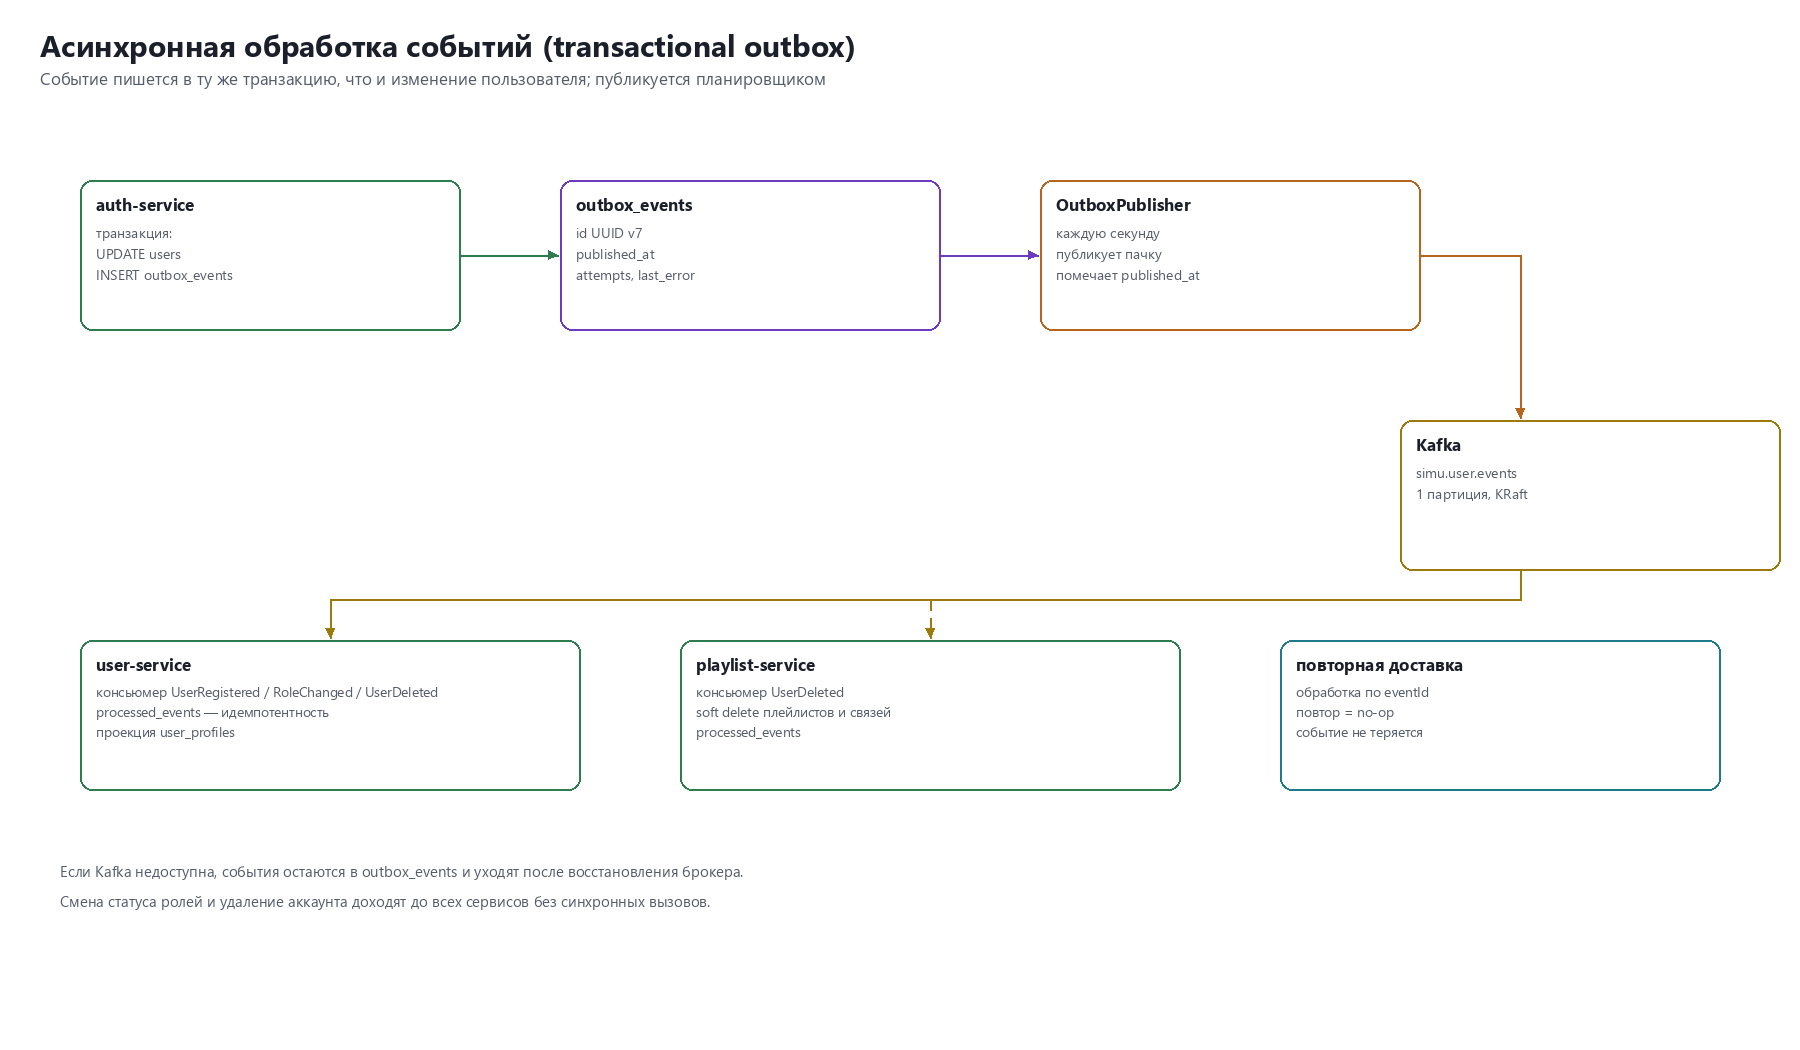 Асинхронная обработка событий (transactional outbox)
Событие пишется в ту же транзакцию, что и изменение пользователя; публикуется планировщиком
auth-service
транзакция:
UPDATE users
INSERT outbox_events
outbox_events
id UUID v7
published_at
attempts, last_error
OutboxPublisher
каждую секунду
публикует пачку
помечает published_at
Kafka
simu.user.events
1 партиция, KRaft
user-service
консьюмер UserRegistered / RoleChanged / UserDeleted
processed_events — идемпотентность
проекция user_profiles
playlist-service
консьюмер UserDeleted
soft delete плейлистов и связей
processed_events
повторная доставка
обработка по eventId
повтор = no-op
событие не теряется
Если Kafka недоступна, события остаются в outbox_events и уходят после восстановления брокера.
Смена статуса ролей и удаление аккаунта доходят до всех сервисов без синхронных вызовов.